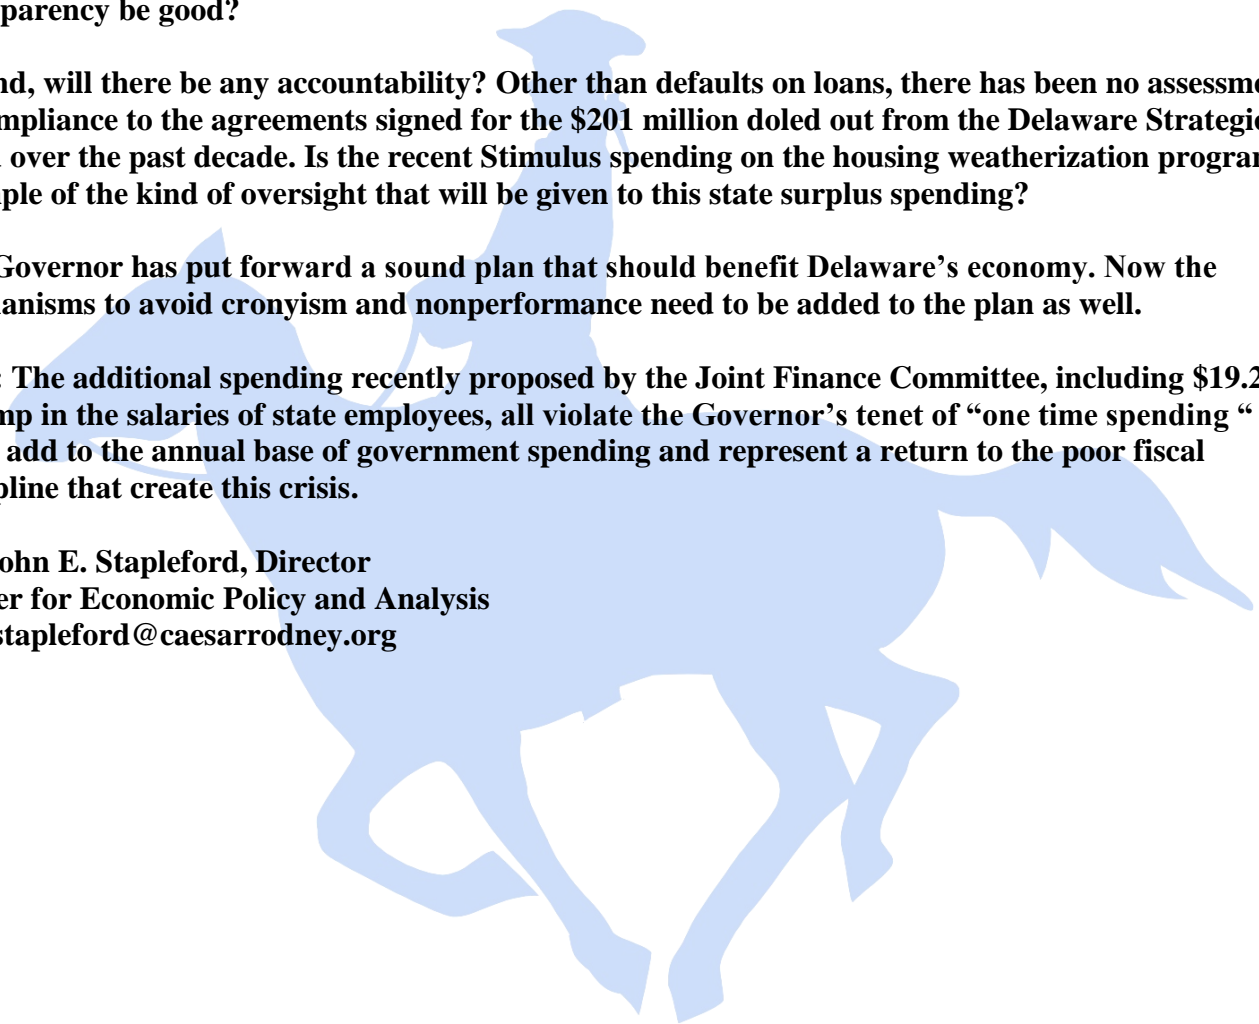 parency be good?
nd, will there be any accountability? Other than defaults on loans, there has been no assessme
mpliance to the agreements signed for the $201 million doled out from the Delaware Strategic
over the past decade. Is the recent Stimulus spending on the housing weatherization program
ple of the kind of oversight that will be given to this state surplus spending?
Governor has put forward a sound plan that should benefit Delaware’s economy. Now the
anisms to avoid cronyism and nonperformance need to be added to the plan as well.
: The additional spending recently proposed by the Joint Finance Committee, including $19.2
mp in the salaries of state employees, all violate the Governor’s tenet of “one time spending “
add to the annual base of government spending and represent a return to the poor fiscal
pline that create this crisis.
ohn E. Stapleford, Director
er for Economic Policy and Analysis
stapleford@caesarrodney.org